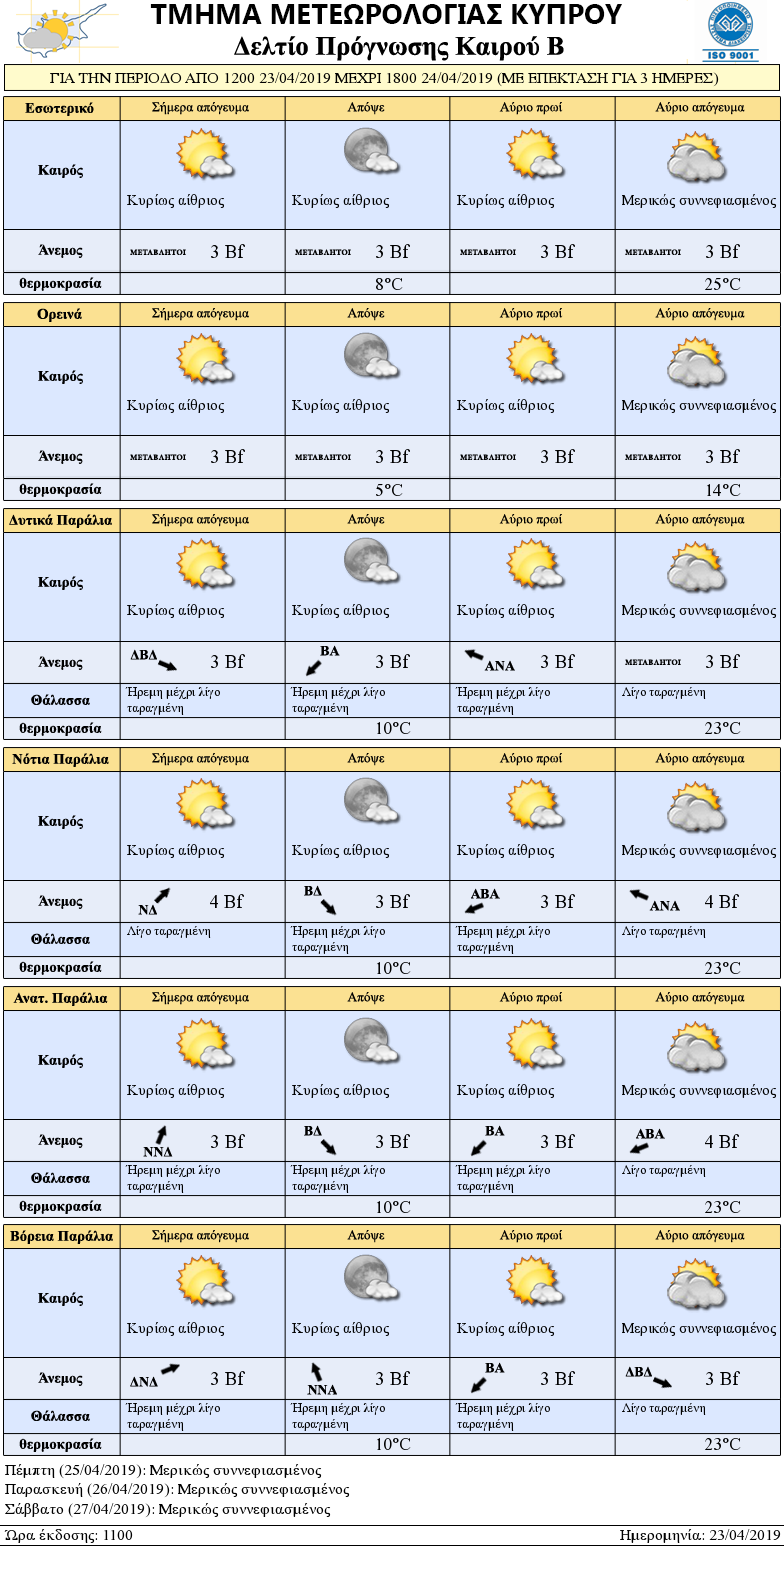 ΤΜΗΜΑ ΜΕΤΕΩΡΟΛΟΓΙΑΣ ΚΥΠΡΟΥ
Δελτίο Πρόγνωσης Καιρού Β
ISO 9001
ΓΙΑ ΤΗΝ ΠΕΡΙΟΔΟ ΑΠΟ 1200 23/04/2019 ΜΕΧΡΙ 1800 24/04/2019 (ΜΕ ΕΠΕΚΤΑΣΗ ΓΙΑ 3 ΗΜΕΡΕΣ)
Εσωτερικό Σήμερα απόγευμα Απόψε Αύριο πρωί Αύριο απόγευμα
Καιρός Κυρίως αίθριος Κυρίως αίθριος Κυρίως αίθριος Μερικώς συννεφιασμένος
Άνεμος ΜΕΤΑΒΛΗΤΟΙ 3 Bf ΜΕΤΑΒΛΗΤΟΙ 3 Bf ΜΕΤΑΒΛΗΤΟΙ 3 Bf ΜΕΤΑΒΛΗΤΟΙ 3 Bf
θερμοκρασία 8°C 25°C
Ορεινά Σήμερα απόγευμα Απόψε Αύριο πρωί Αύριο απόγευμα
Καιρός Κυρίως αίθριος Κυρίως αίθριος Κυρίως αίθριος Μερικώς συννεφιασμένος
Άνεμος ΜΕΤΑΒΛΗΤΟΙ 3 Bf ΜΕΤΑΒΛΗΤΟΙ 3 Bf ΜΕΤΑΒΛΗΤΟΙ 3 Bf ΜΕΤΑΒΛΗΤΟΙ 3 Bf
θερμοκρασία 5°C 14°C
Δυτικά Παράλια Σήμερα απόγευμα Απόψε Αύριο πρωί Αύριο απόγευμα
Καιρός Κυρίως αίθριος Κυρίως αίθριος Κυρίως αίθριος Μερικώς συννεφιασμένος
Άνεμος ΔΒΔ 3 Bf ΒΑ 3 Bf ΑΝΑ 3 Bf ΜΕΤΑΒΛΗΤΟΙ 3 Bf
Θάλασσα Ήρεμη μέχρι λίγο ταραγμένη Ήρεμη μέχρι λίγο ταραγμένη Ήρεμη μέχρι λίγο ταραγμένη Λίγο ταραγμένη
θερμοκρασία 10°C 23°C
Νότια Παράλια Σήμερα απόγευμα Απόψε Αύριο πρωί Αύριο απόγευμα
Καιρός Κυρίως αίθριος Κυρίως αίθριος Κυρίως αίθριος Μερικώς συννεφιασμένος
Άνεμος ΝΔ 4 Bf ΒΔ 3 Bf ΑΒΑ 3 Bf ΑΝΑ 4 Bf
Θάλασσα Λίγο ταραγμένη Ήρεμη μέχρι λίγο ταραγμένη Ήρεμη μέχρι λίγο ταραγμένη Λίγο ταραγμένη
θερμοκρασία 10°C 23°C
Ανατ. Παράλια Σήμερα απόγευμα Απόψε Αύριο πρωί Αύριο απόγευμα
Καιρός Κυρίως αίθριος Κυρίως αίθριος Κυρίως αίθριος Μερικώς συννεφιασμένος
Άνεμος ΝΝΔ 3 Bf ΒΔ 3 Bf ΒΑ 3 Bf ΑΒΑ 4 Bf
Θάλασσα Ήρεμη μέχρι λίγο ταραγμένη Ήρεμη μέχρι λίγο ταραγμένη Ήρεμη μέχρι λίγο ταραγμένη Λίγο ταραγμένη
θερμοκρασία 10°C 23°C
Βόρεια Παράλια Σήμερα απόγευμα Απόψε Αύριο πρωί Αύριο απόγευμα
Καιρός Κυρίως αίθριος Κυρίως αίθριος Κυρίως αίθριος Μερικώς συννεφιασμένος
Άνεμος ΔΝΔ 3 Bf ΝΝΑ 3 Bf ΒΑ 3 Bf ΔΒΔ 3 Bf
Θάλασσα Ήρεμη μέχρι λίγο ταραγμένη Ήρεμη μέχρι λίγο ταραγμένη Ήρεμη μέχρι λίγο ταραγμένη Λίγο ταραγμένη
θερμοκρασία 10°C 23°C
Πέμπτη (25/04/2019): Μερικώς συννεφιασμένος
Παρασκευή (26/04/2019): Μερικώς συννεφιασμένος
Σάββατο (27/04/2019): Μερικώς συννεφιασμένος
Ώρα έκδοσης: 1100 Ημερομηνία: 23/04/2019